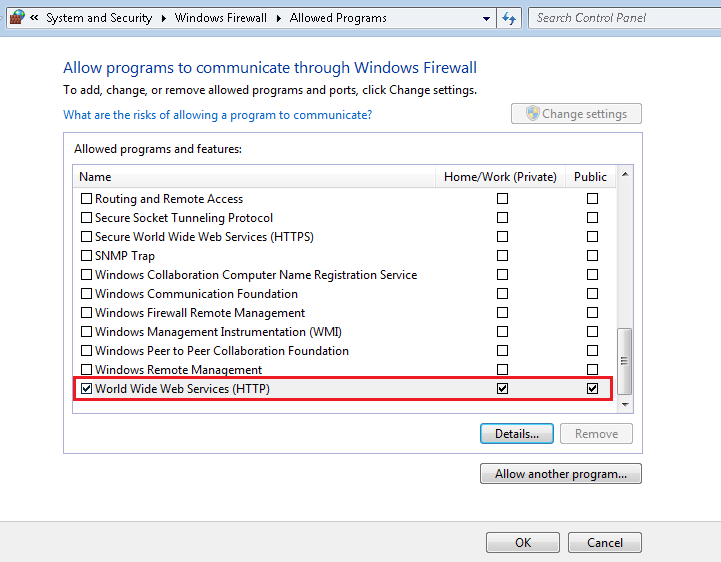 « System and Security ▸ Windows Firewall ▸ Allowed Programs
Search Control Panel
Allow programs to communicate through Windows Firewall
To add, change, or remove allowed programs and ports, click Change settings.
What are the risks of allowing a program to communicate?
Change settings
Allowed programs and features:
Name Home/Work (Private) Public
Routing and Remote Access
Secure Socket Tunneling Protocol
Secure World Wide Web Services (HTTPS)
SNMP Trap
Windows Collaboration Computer Name Registration Service
Windows Communication Foundation
Windows Firewall Remote Management
Windows Management Instrumentation (WMI)
Windows Peer to Peer Collaboration Foundation
Windows Remote Management
World Wide Web Services (HTTP)
Details... Remove
Allow another program...
OK Cancel